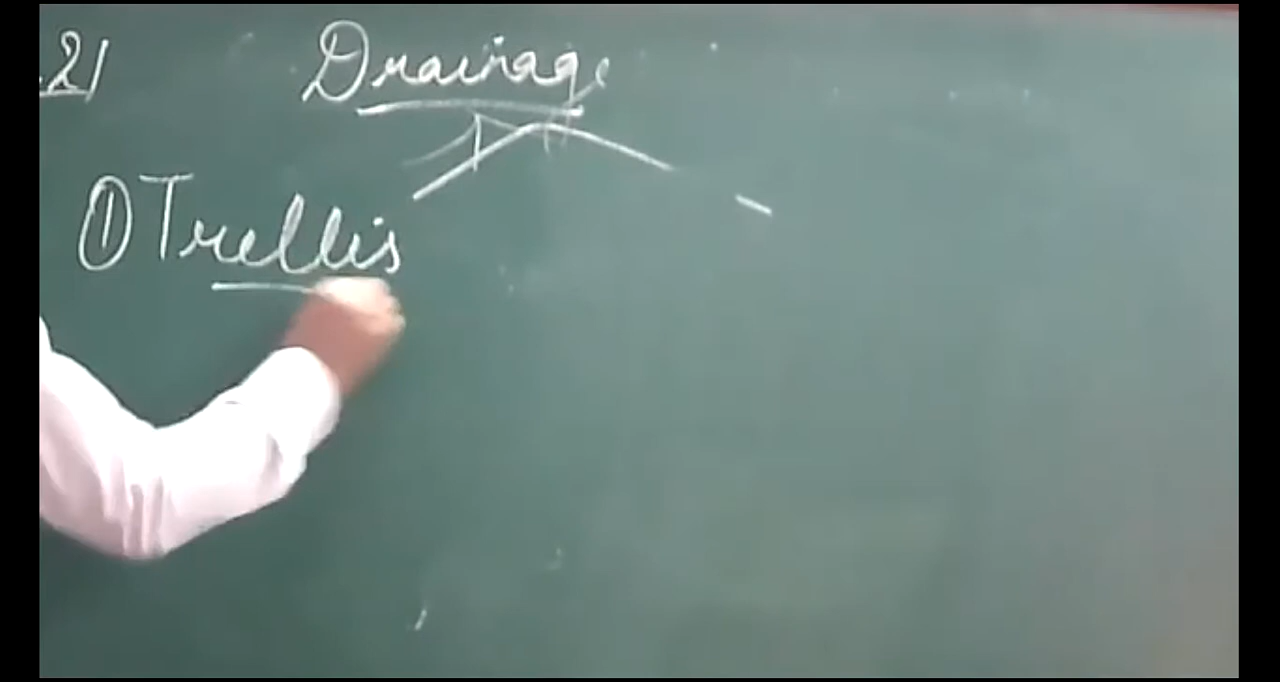 .21
Drainage
① Trellis